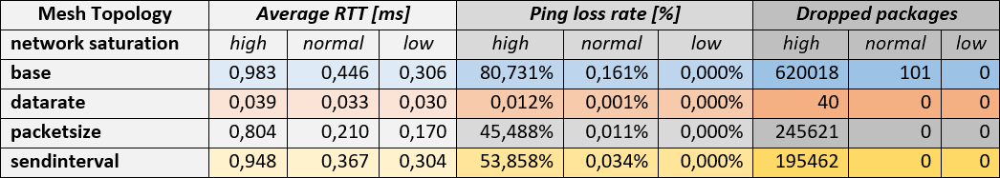 Mesh Topology Average RTT [ms] Ping loss rate [%] Dropped packages
network saturation high normal low high normal low high normal low
base 0,983 0,446 0,306 80,731% 0,161% 0,000% 620018 101 0
datarate 0,039 0,033 0,030 0,012% 0,001% 0,000% 40 0 0
packetsize 0,804 0,210 0,170 45,488% 0,011% 0,000% 245621 0 0
sendinterval 0,948 0,367 0,304 53,858% 0,034% 0,000% 195462 0 0